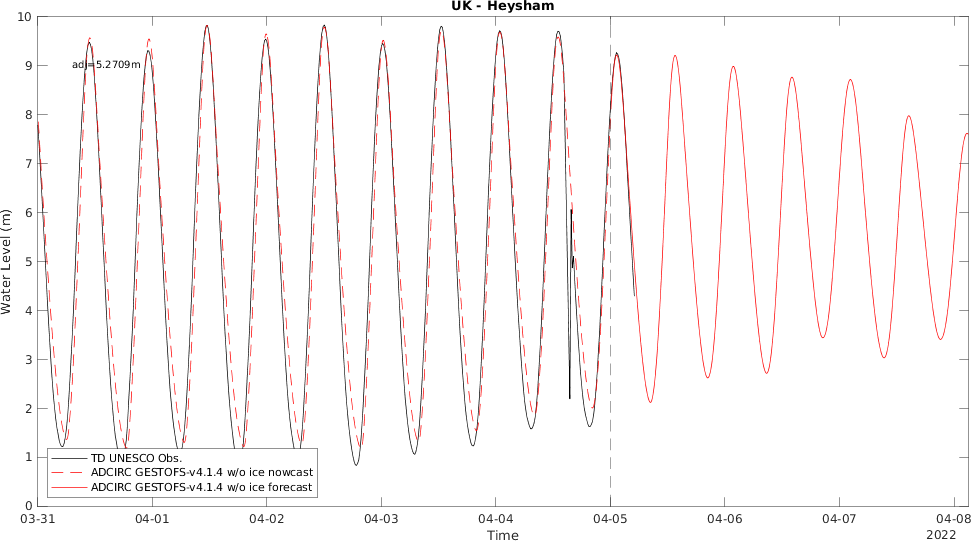 UK - Heysham
10
9
8
7
6
5
4
3
2
1
0
Water Level (m)
adj=5.2709m
TD UNESCO Obs.
ADCIRC GESTOFS-v4.1.4 w/o ice nowcast
ADCIRC GESTOFS-v4.1.4 w/o ice forecast
03-31 04-01 04-02 04-03 04-04 04-05 04-06 04-07 04-08
Time
2022